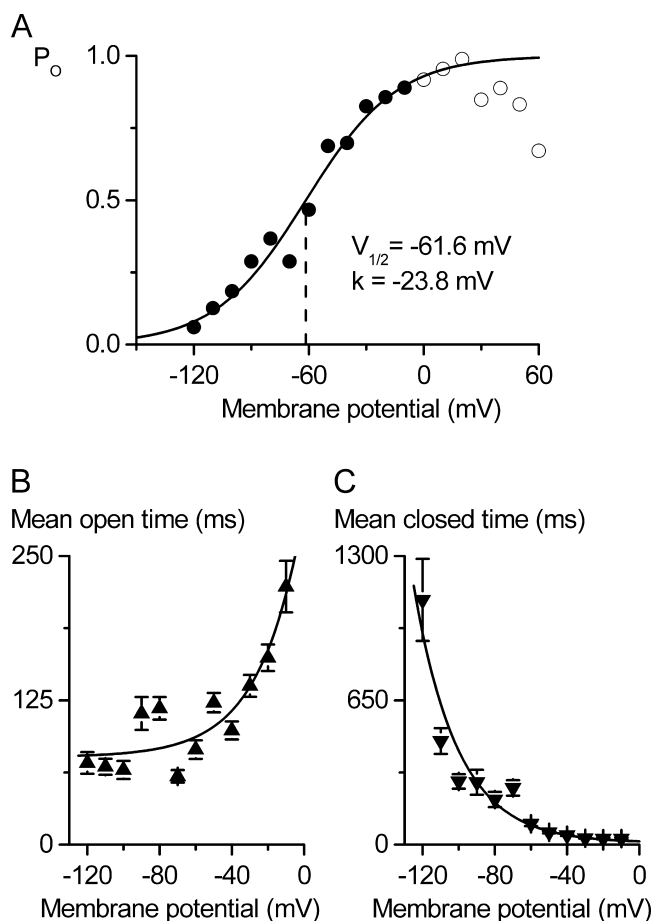 A
P_O
1.0
0.5
0.0
V_1/2 = -61.6 mV
k = -23.8 mV
-120 -60 0 60
Membrane potential (mV)
B C
Mean open time (ms) Mean closed time (ms)
250 1300
125 650
0 0
-120 -80 -40 0 -120 -80 -40 0
Membrane potential (mV) Membrane potential (mV)